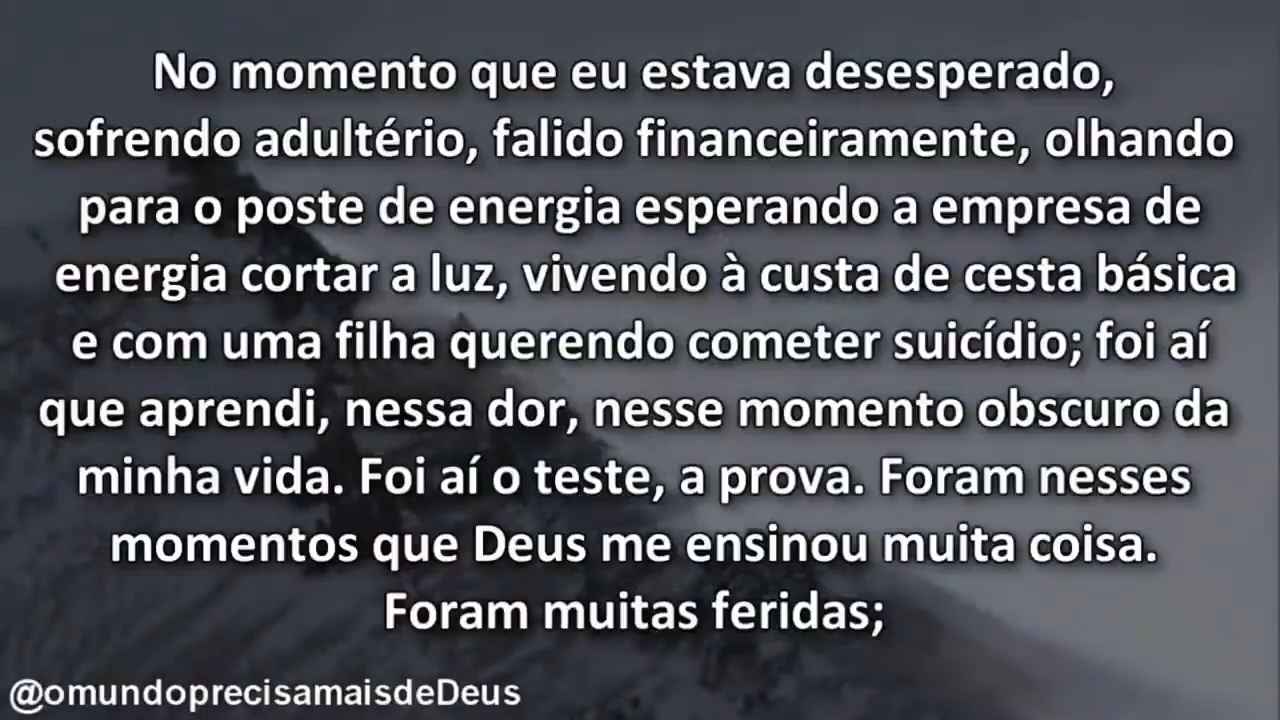 No momento que eu estava desesperado,
sofrendo adultério, falido financeiramente, olhando
para o poste de energia esperando a empresa de
energia cortar a luz, vivendo à custa de cesta básica
e com uma filha querendo cometer suicídio; foi aí
que aprendi, nessa dor, nesse momento obscuro da
minha vida. Foi aí o teste, a prova. Foram nesses
momentos que Deus me ensinou muita coisa.
Foram muitas feridas;
@omundoprecisamaisdeDeus